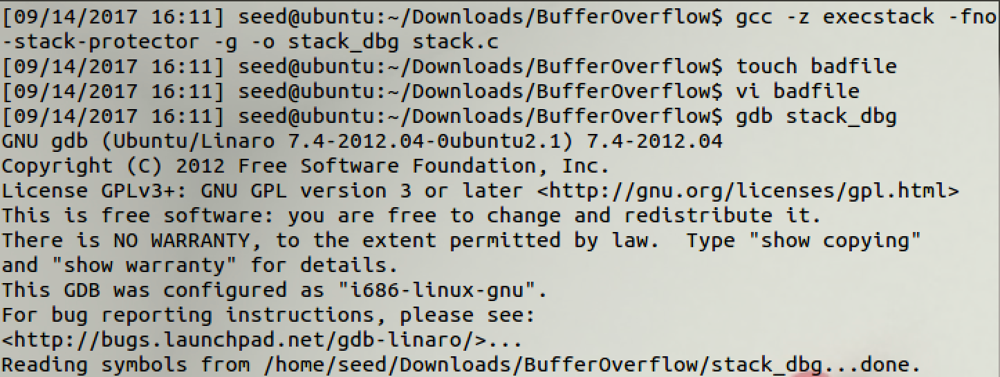 [09/14/2017 16:11] seed@ubuntu:~/Downloads/BufferOverflow$ gcc -z execstack -fno
-stack-protector -g -o stack_dbg stack.c
[09/14/2017 16:11] seed@ubuntu:~/Downloads/BufferOverflow$ touch badfile
[09/14/2017 16:11] seed@ubuntu:~/Downloads/BufferOverflow$ vi badfile
[09/14/2017 16:11] seed@ubuntu:~/Downloads/BufferOverflow$ gdb stack_dbg
GNU gdb (Ubuntu/Linaro 7.4-2012.04-0ubuntu2.1) 7.4-2012.04
Copyright (C) 2012 Free Software Foundation, Inc.
License GPLv3+: GNU GPL version 3 or later <http://gnu.org/licenses/gpl.html>
This is free software: you are free to change and redistribute it.
There is NO WARRANTY, to the extent permitted by law.  Type "show copying"
and "show warranty" for details.
This GDB was configured as "i686-linux-gnu".
For bug reporting instructions, please see:
<http://bugs.launchpad.net/gdb-linaro/>...
Reading symbols from /home/seed/Downloads/BufferOverflow/stack_dbg...done.